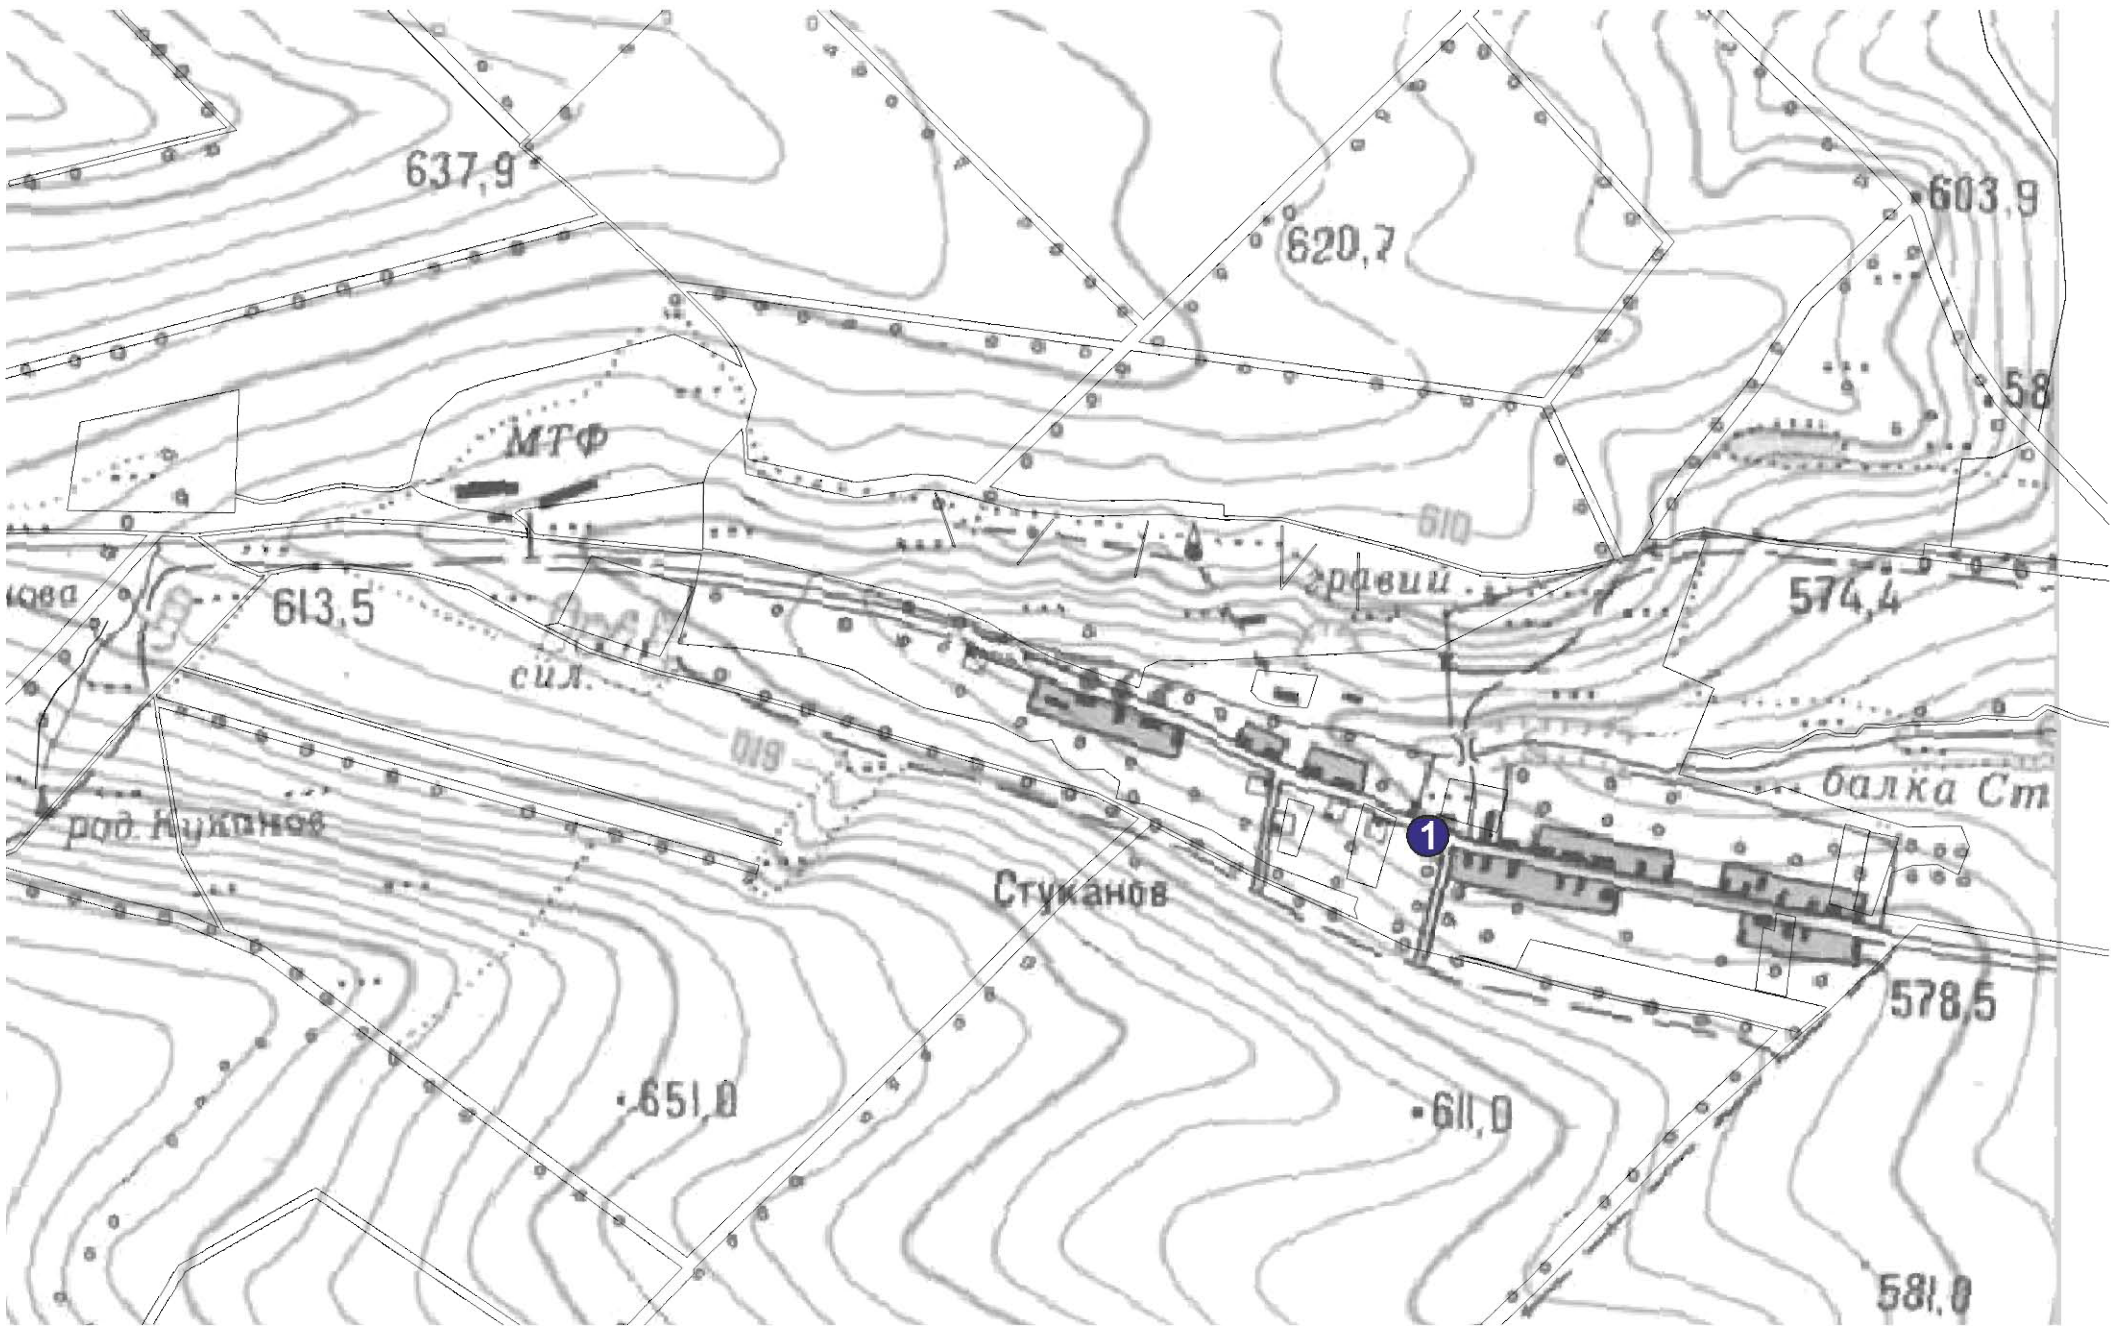 637,9
603,9
620,7
58
МТФ
610
гравий
574,4
613,5
сил.
610
балка Ст
род. Куканов
1
Стуканов
578,5
651,0
611,0
581,0